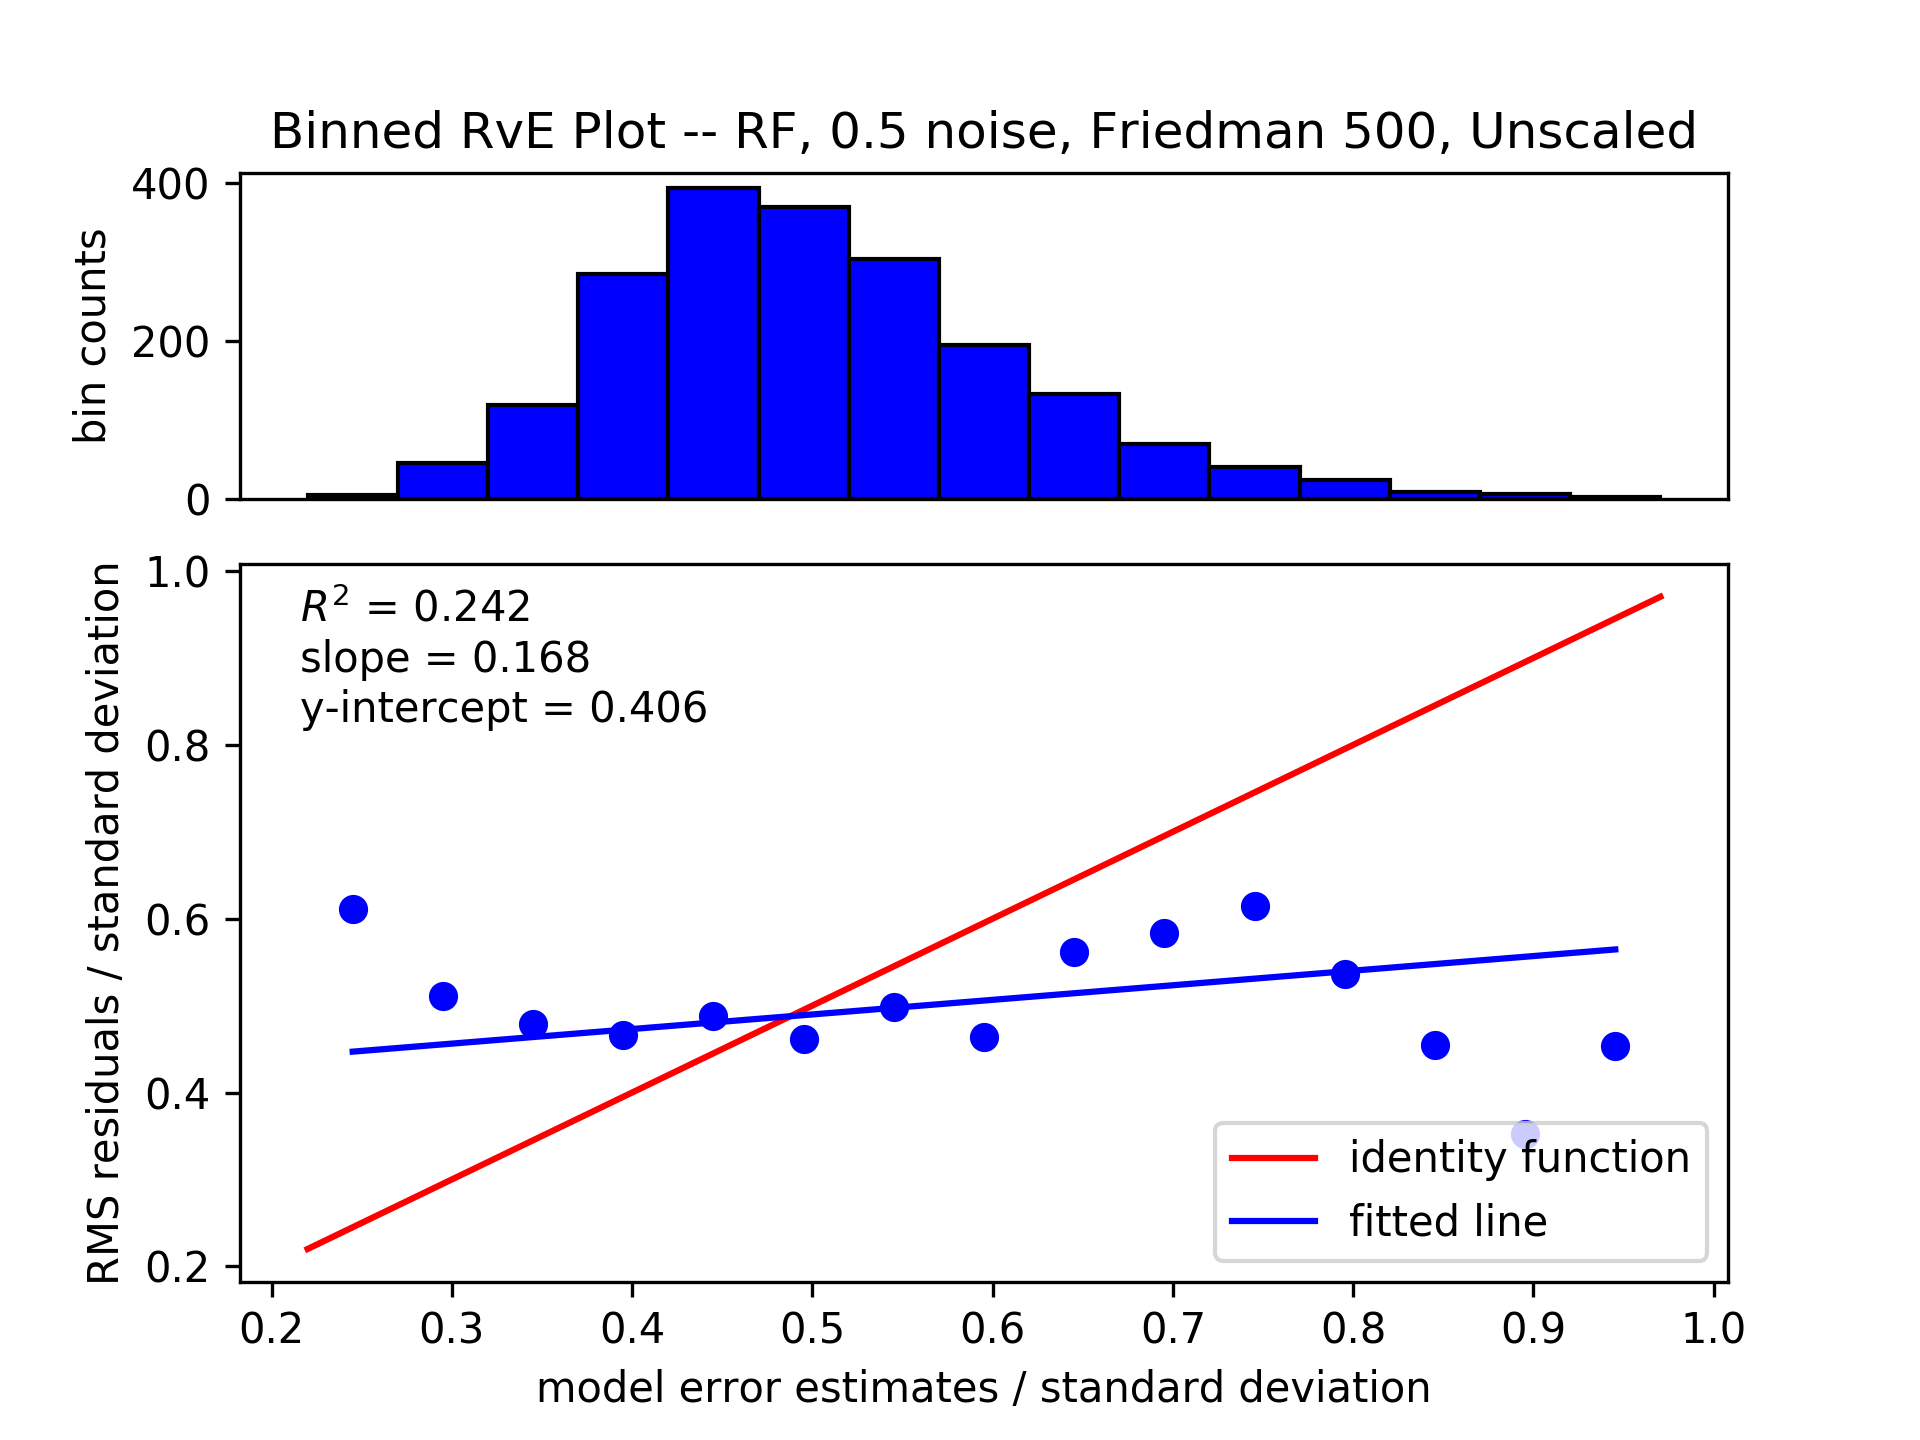 Binned RvE Plot -- RF, 0.5 noise, Friedman 500, Unscaled
400
200
0
bin counts
1.0
0.8
0.6
0.4
0.2
RMS residuals / standard deviation
R² = 0.242
slope = 0.168
y-intercept = 0.406
identity function
fitted line
0.2 0.3 0.4 0.5 0.6 0.7 0.8 0.9 1.0
model error estimates / standard deviation